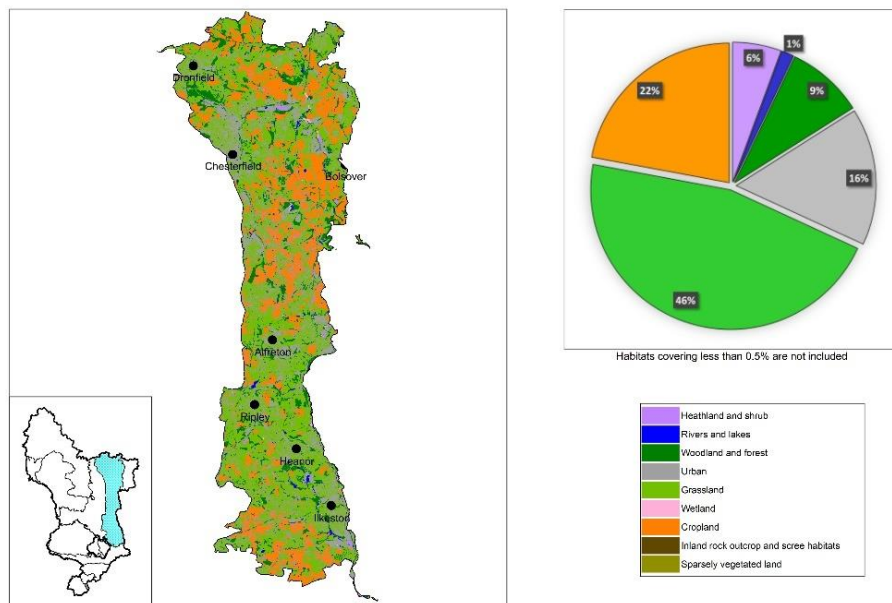 Dronfield
Chesterfield
Bolsover
Alfreton
Ripley
Heanor
Ilkeston
6%
1%
9%
22%
16%
46%
Habitats covering less than 0.5% are not included
Heathland and shrub
Rivers and lakes
Woodland and forest
Urban
Grassland
Wetland
Cropland
Inland rock outcrop and scree habitats
Sparsely vegetated land